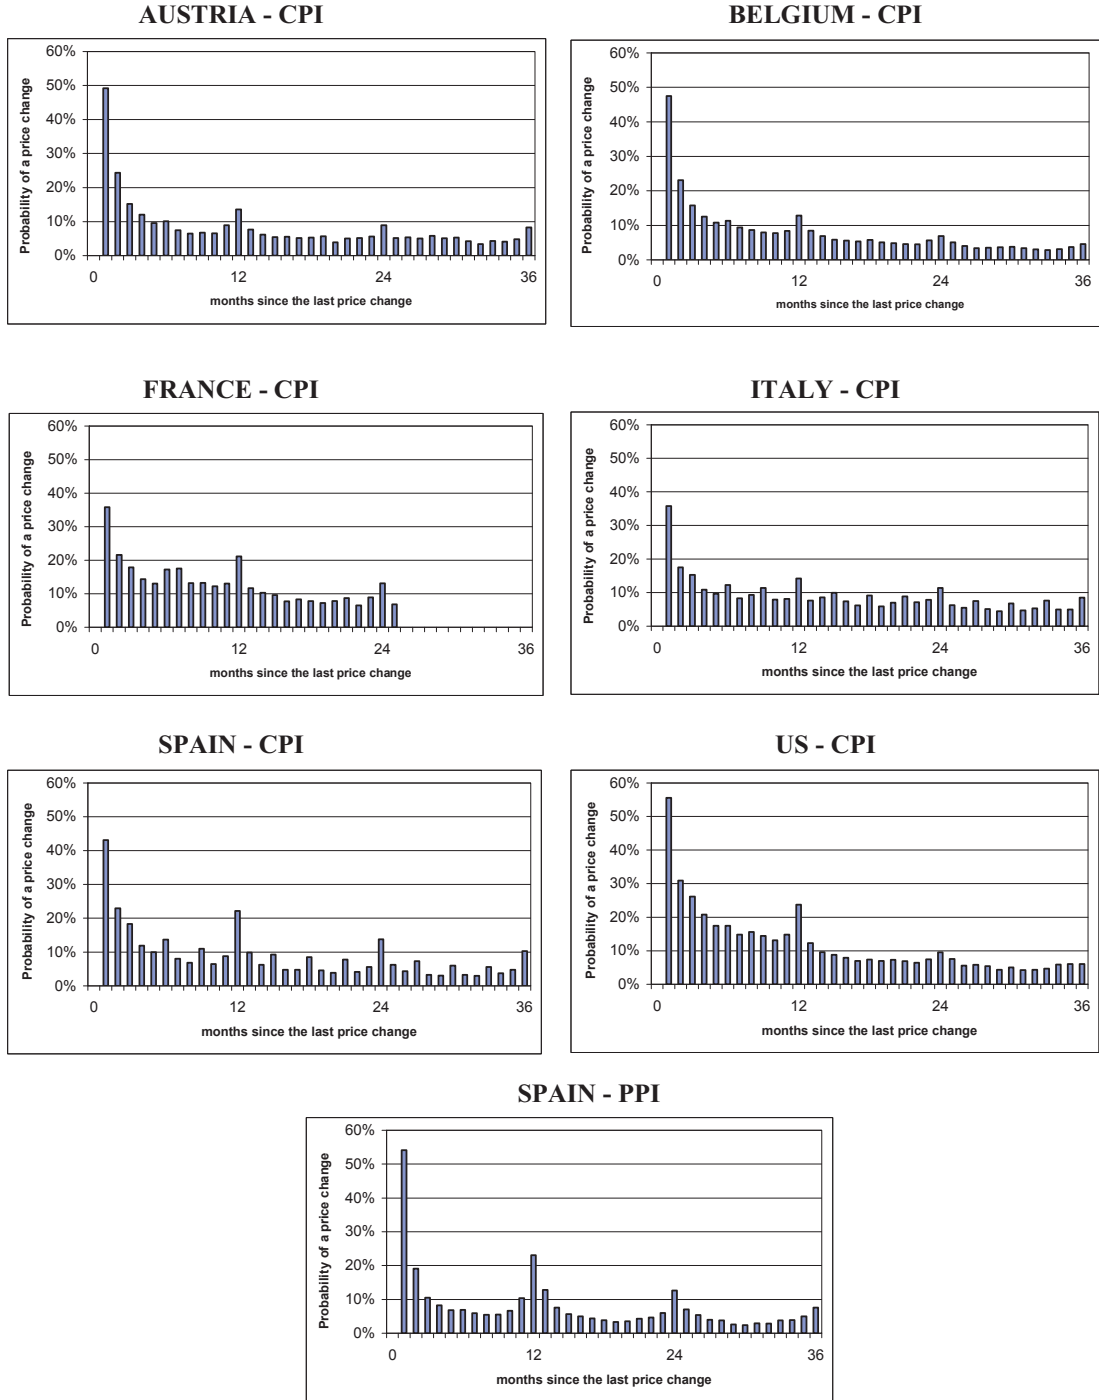 AUSTRIA - CPI
Probability of a price change
60%
50%
40%
30%
20%
10%
0%
0 12 24 36
months since the last price change
BELGIUM - CPI
Probability of a price change
60%
50%
40%
30%
20%
10%
0%
0 12 24 36
months since the last price change
FRANCE - CPI
Probability of a price change
60%
50%
40%
30%
20%
10%
0%
0 12 24 36
months since the last price change
ITALY - CPI
Probability of a price change
60%
50%
40%
30%
20%
10%
0%
0 12 24 36
months since the last price change
SPAIN - CPI
Probability of a price change
60%
50%
40%
30%
20%
10%
0%
0 12 24 36
months since the last price change
US - CPI
Probability of a price change
60%
50%
40%
30%
20%
10%
0%
0 12 24 36
months since the last price change
SPAIN - PPI
Probability of a price change
60%
50%
40%
30%
20%
10%
0%
0 12 24 36
months since the last price change